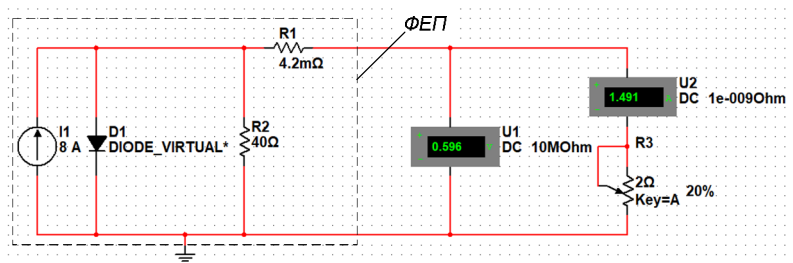 ФЕП
R1
4.2mΩ
I1
8 A
D1
DIODE_VIRTUAL*
R2
40Ω
0.596
V
U1
DC 10MOhm
1.491
A
U2
DC 1e-009Ohm
R3
2Ω
Key=A
20%